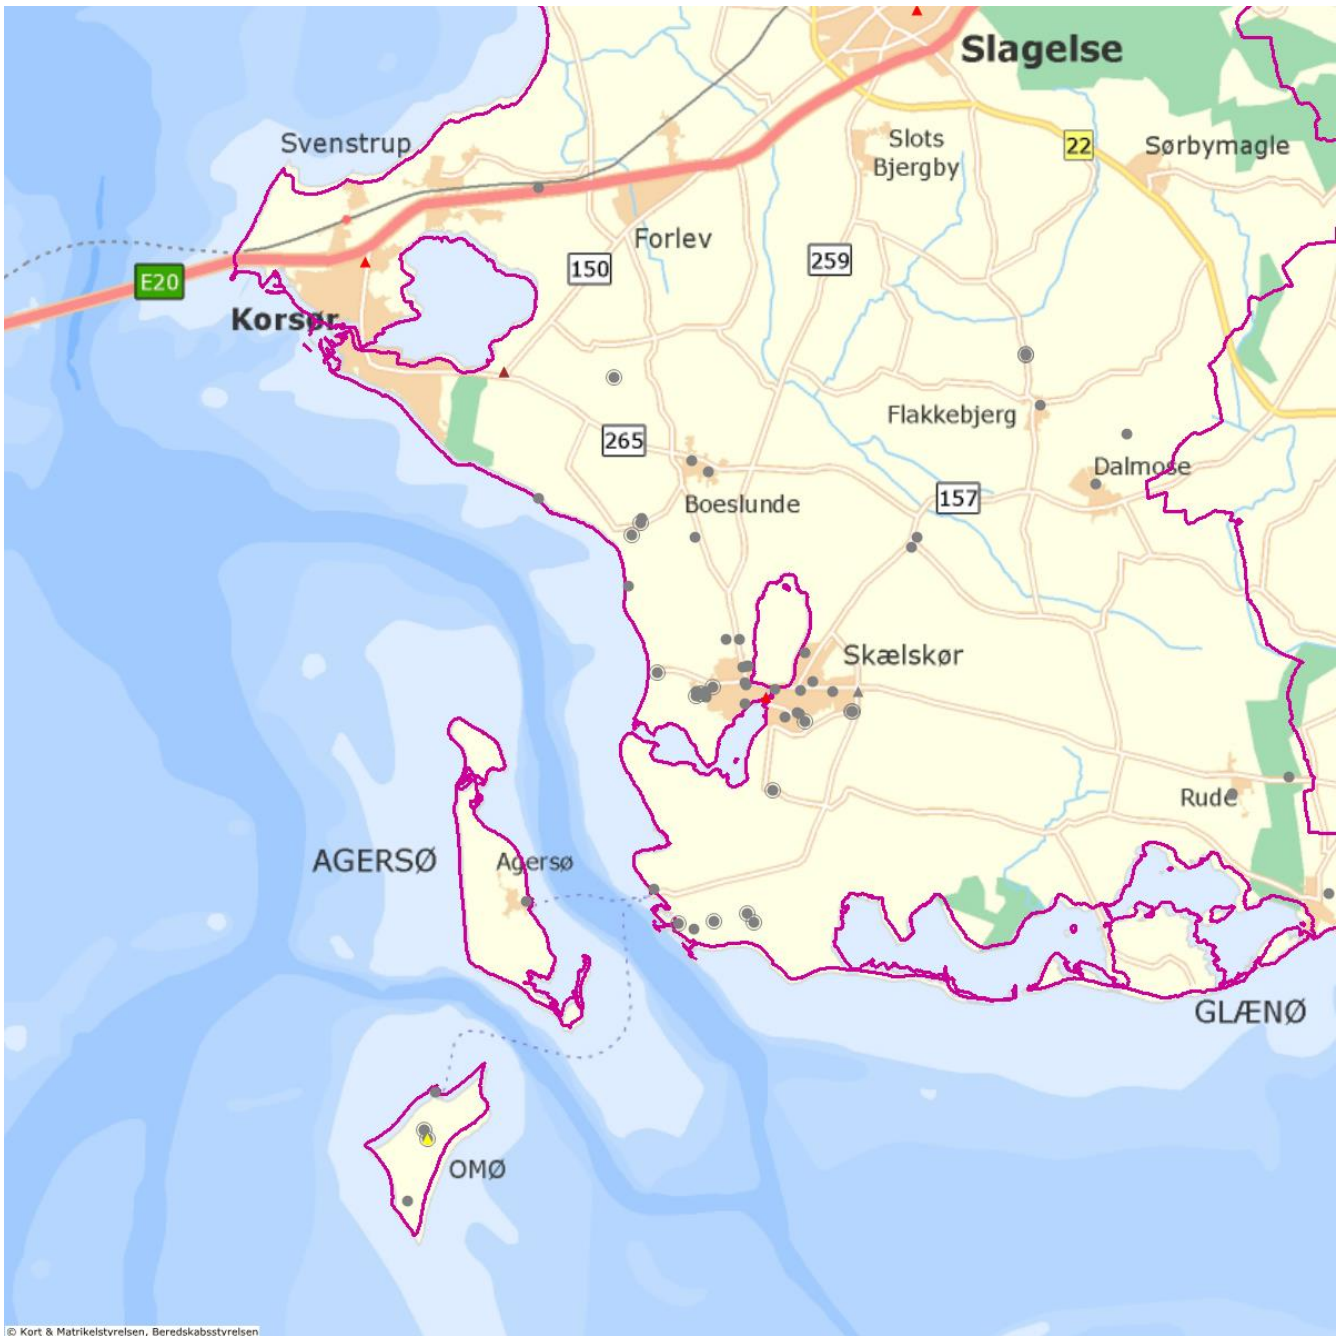 Slagelse
Svenstrup
Slots
Bjergby
22
Sørbymagle
Forlev
150
259
E20
Korsør
Flakkebjerg
265
Dalmose
Boeslunde
157
Skælskør
Rude
AGERSØ
Agersø
GLÆNØ
OMØ
© Kort & Matrikelstyrelsen, Beredskabsstyrelsen